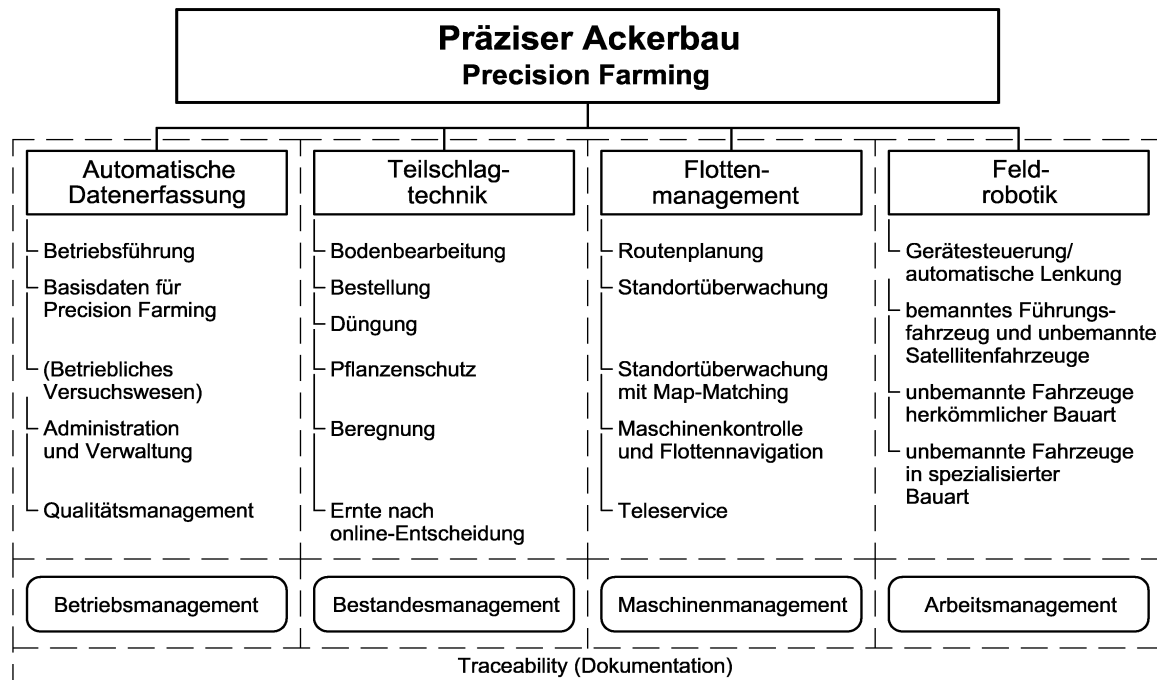 Präziser Ackerbau
Precision Farming
Automatische
Datenerfassung
Betriebsführung
Basisdaten für
Precision Farming
(Betriebliches
Versuchswesen)
Administration
und Verwaltung
Qualitätsmanagement
Betriebsmanagement
Teilschlag-
technik
Bodenbearbeitung
Bestellung
Düngung
Pflanzenschutz
Beregnung
Ernte nach
online-Entscheidung
Bestandesmanagement
Flotten-
management
Routenplanung
Standortüberwachung
Standortüberwachung
mit Map-Matching
Maschinenkontrolle
und Flottennavigation
Teleservice
Maschinenmanagement
Feld-
robotik
Gerätesteuerung/
automatische Lenkung
bemanntes Führungs-
fahrzeug und unbemannte
Satellitenfahrzeuge
unbemannte Fahrzeuge
herkömmlicher Bauart
unbemannte Fahrzeuge
in spezialisierter
Bauart
Arbeitsmanagement
Traceability (Dokumentation)